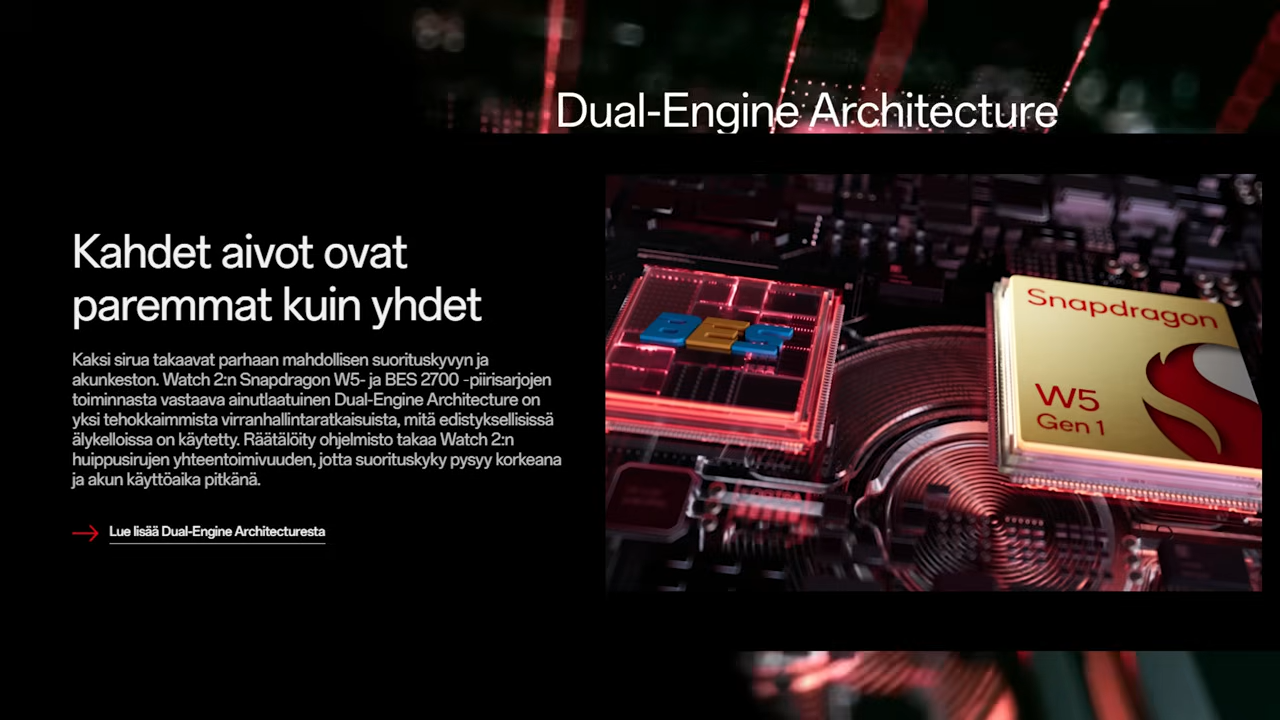 Dual-Engine Architecture
Kahdet aivot ovat
paremmat kuin yhdet
Kaksi sirua takaavat parhaan mahdollisen suorituskyvyn ja
akunkeston. Watch 2:n Snapdragon W5- ja BES 2700 -piirisarjojen
toiminnasta vastaava ainutlaatuinen Dual-Engine Architecture on
yksi tehokkaimmista virranhallintaratkaisuista, mitä edistyksellisissä
älykelloissa on käytetty. Räätälöity ohjelmisto takaa Watch 2:n
huippusirujen yhteentoimivuuden, jotta suorituskyky pysyy korkeana
ja akun käyttöaika pitkänä.
Lue lisää Dual-Engine Architecturesta
BES
Snapdragon
W5
Gen 1